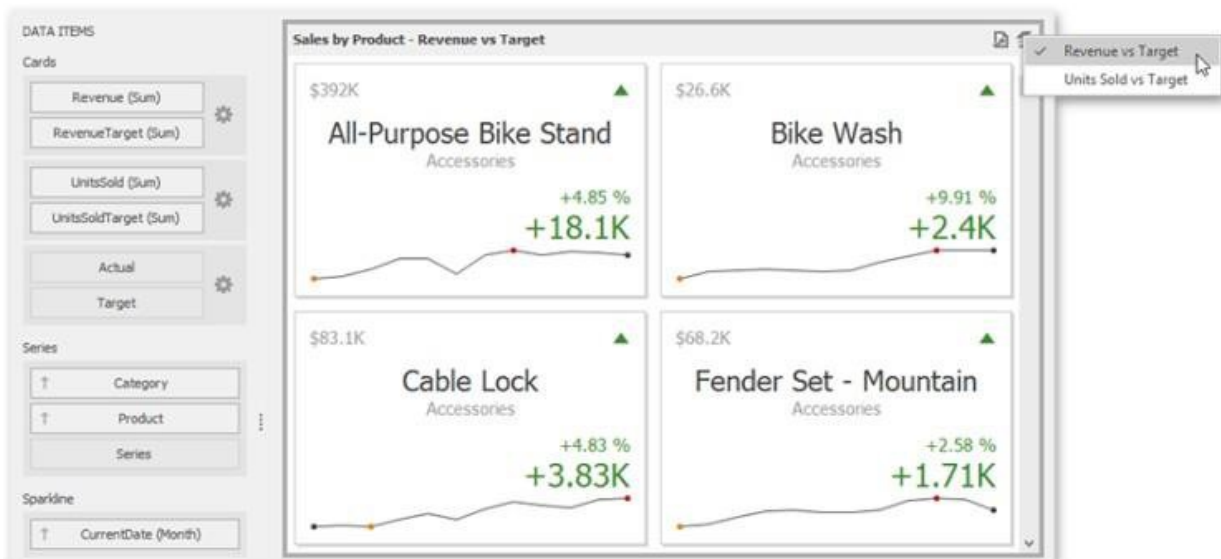 DATA ITEMS
Cards
Revenue (Sum)
RevenueTarget (Sum)
UnitsSold (Sum)
UnitsSoldTarget (Sum)
Actual
Target
Series
Category
Product
Series
Sparkline
CurrentDate (Month)
Sales by Product - Revenue vs Target
Revenue vs Target
Units Sold vs Target
$392K
All-Purpose Bike Stand
Accessories
+4.85 %
+18.1K
$26.6K
Bike Wash
Accessories
+9.91 %
+2.4K
$83.1K
Cable Lock
Accessories
+4.83 %
+3.83K
$68.2K
Fender Set - Mountain
Accessories
+2.58 %
+1.71K